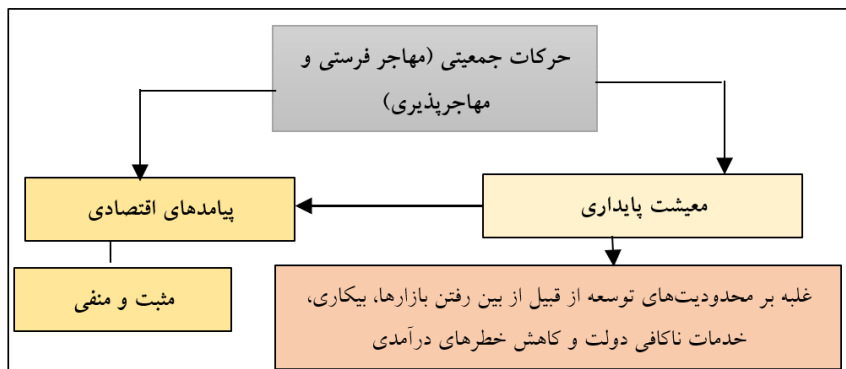 حرکات جمعیتی (مهاجر فرستی و
مهاجرپذیری)
معیشت پایداری
پیامدهای اقتصادی
غلبه بر محدودیت‌های توسعه از قبیل از بین رفتن بازارها، بیکاری،
خدمات ناکافی دولت و کاهش خطرهای درآمدی
مثبت و منفی